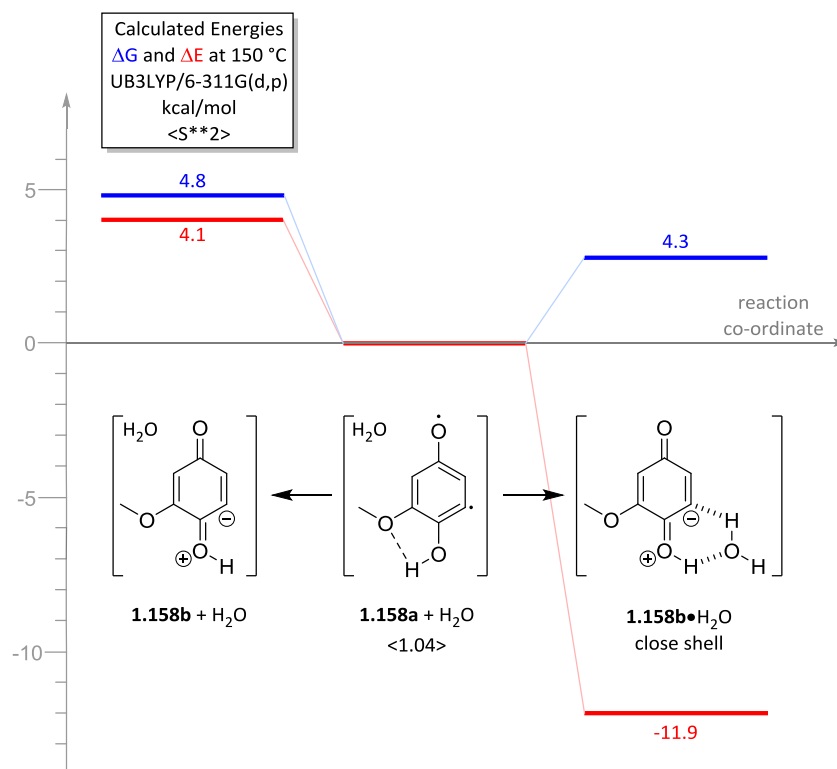 Calculated Energies
ΔG and ΔE at 150 °C
UB3LYP/6-311G(d,p)
kcal/mol
<S**2>
5
4.8
4.1
4.3
0
reaction
co-ordinate
-5
-10
H2O
O
O
⊖
⊕
O
H
H2O
·
O
·
O
H
O
O
O
⊖
H
⊕
O
H
O
H
1.158b + H2O
1.158a + H2O
<1.04>
1.158b•H2O
close shell
-11.9